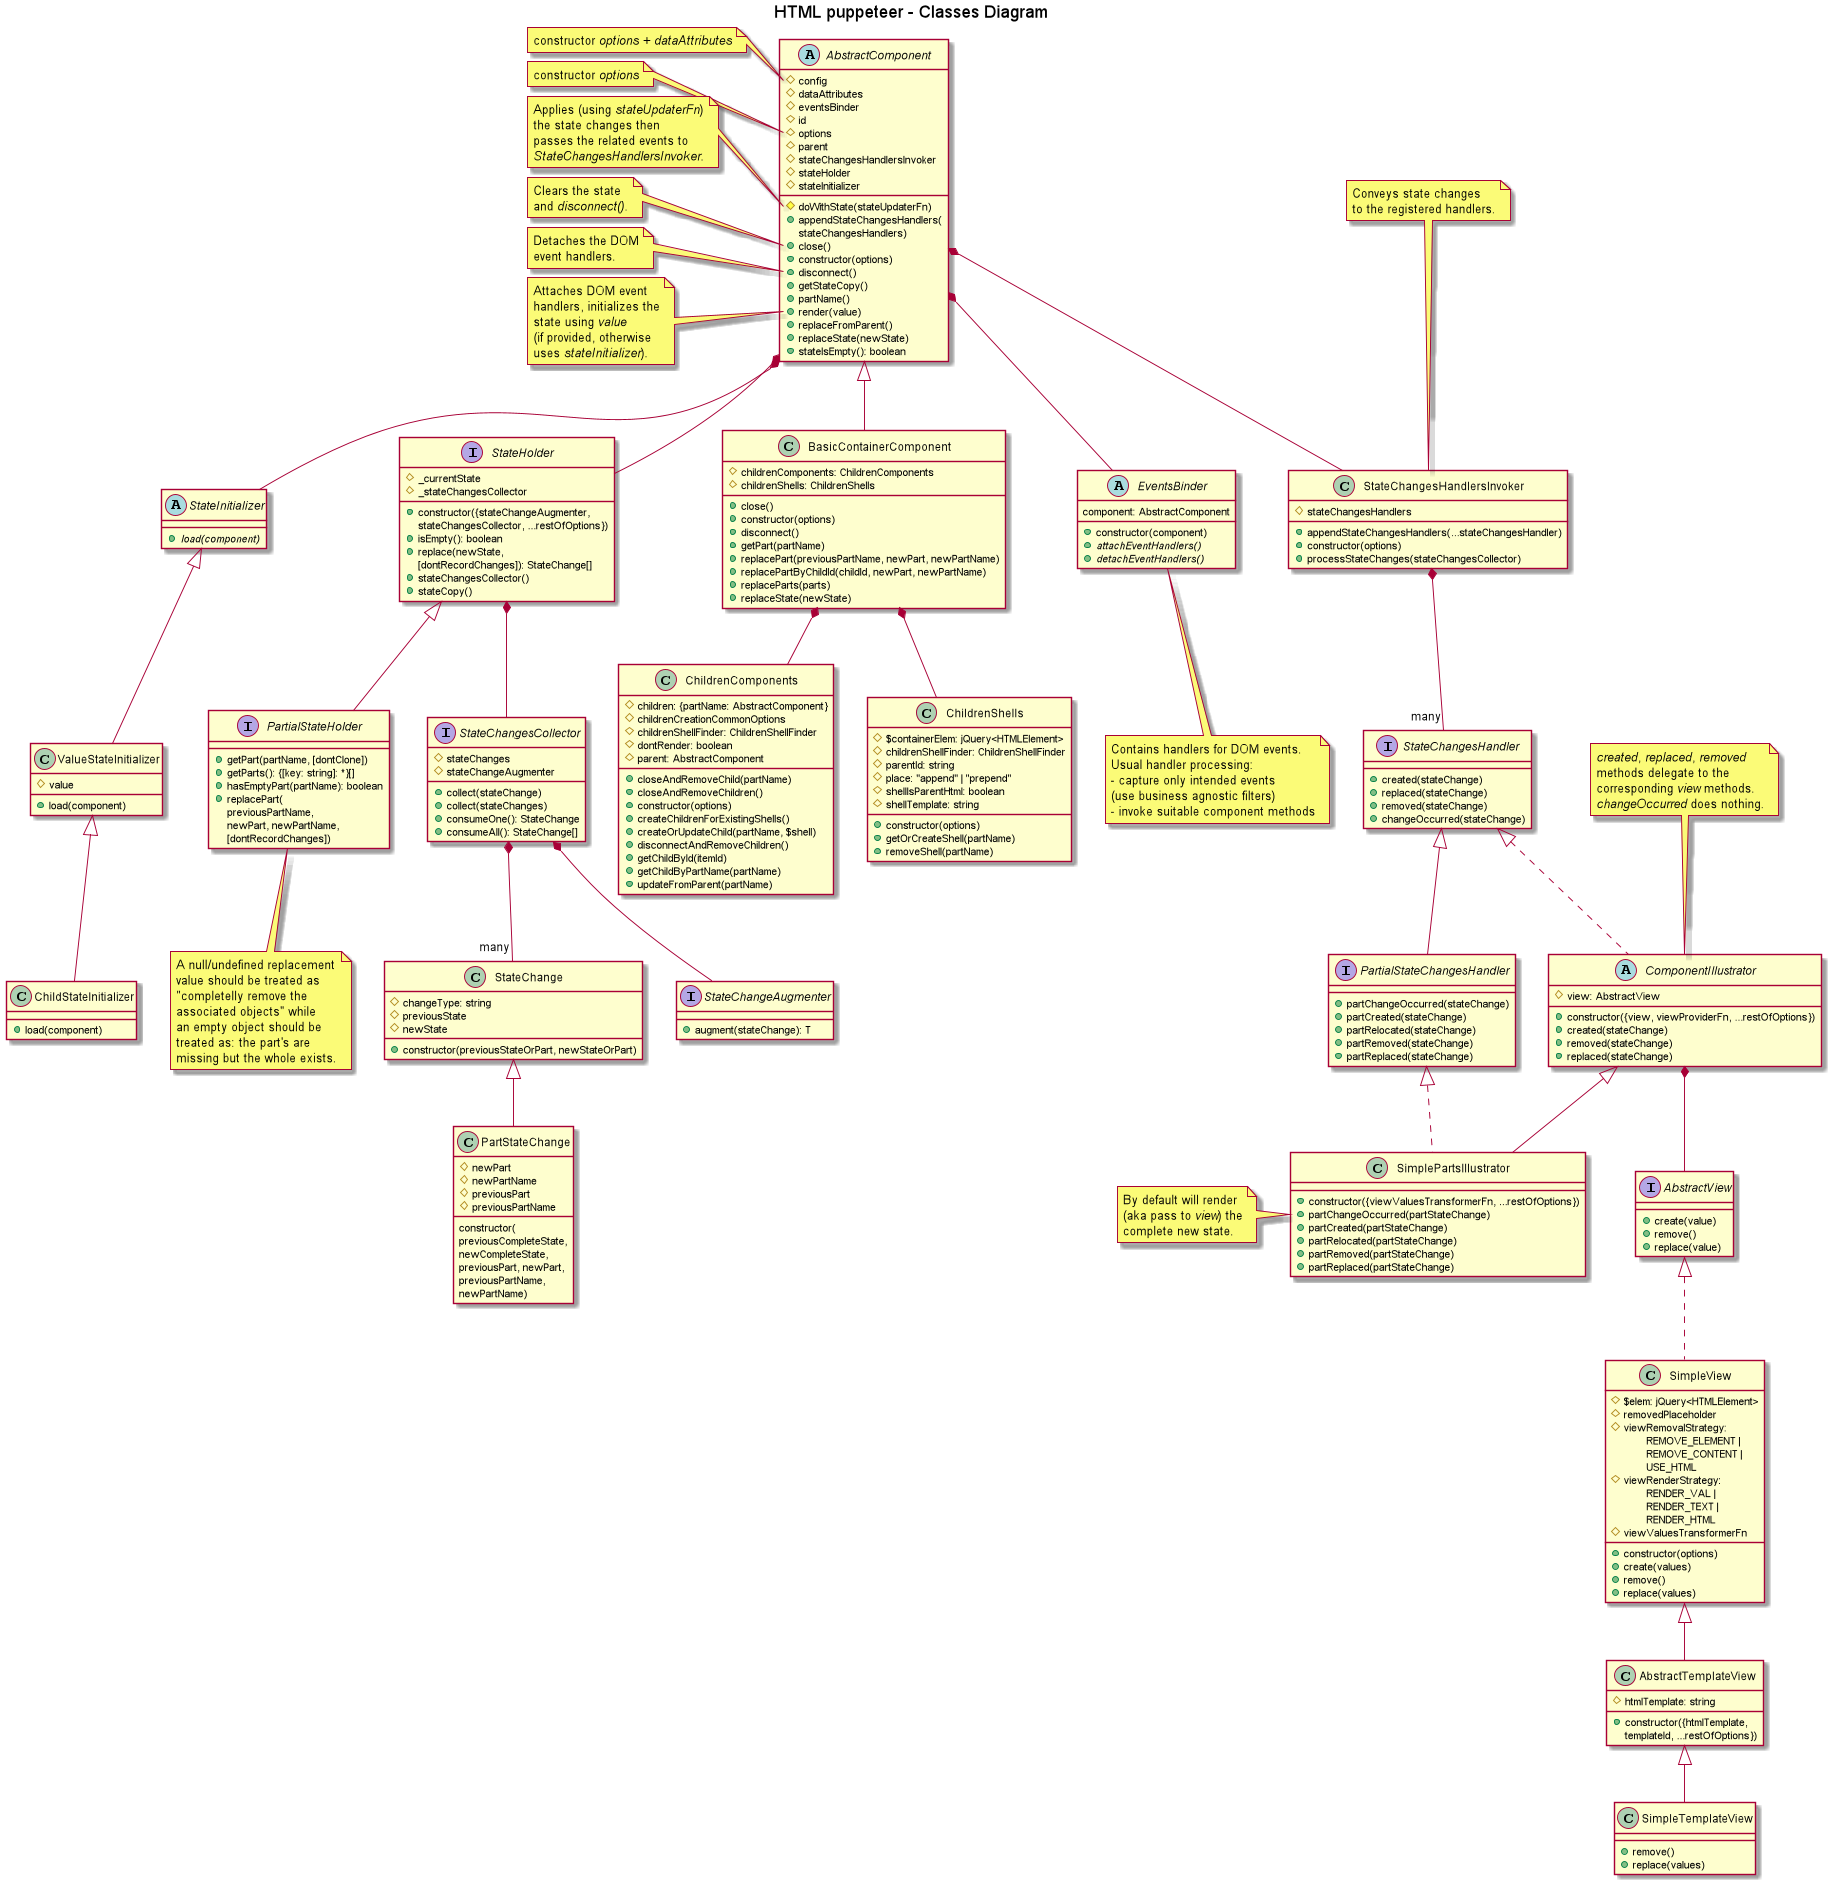 HTML puppeteer - Classes Diagram
constructor options + dataAttributes
constructor options
Applies (using stateUpdaterFn)
the state changes then
passes the related events to
StateChangesHandlersInvoker.
Clears the state
and disconnect().
Detaches the DOM
event handlers.
Attaches DOM event
handlers, initializes the
state using value
(if provided, otherwise
uses stateInitializer).
A AbstractComponent
config
dataAttributes
eventsBinder
id
options
parent
stateChangesHandlersInvoker
stateHolder
stateInitializer
doWithState(stateUpdaterFn)
appendStateChangesHandlers(
stateChangesHandlers)
close()
constructor(options)
disconnect()
getStateCopy()
partName()
render(value)
replaceFromParent()
replaceState(newState)
stateIsEmpty(): boolean
Conveys state changes
to the registered handlers.
A StateInitializer
load(component)
I StateHolder
_currentState
_stateChangesCollector
constructor({stateChangeAugmenter,
stateChangesCollector, ...restOfOptions})
isEmpty(): boolean
replace(newState,
[dontRecordChanges]): StateChange[]
stateChangesCollector()
stateCopy()
C BasicContainerComponent
childrenComponents: ChildrenComponents
childrenShells: ChildrenShells
close()
constructor(options)
disconnect()
getPart(partName)
replacePart(previousPartName, newPart, newPartName)
replacePartByChildId(childId, newPart, newPartName)
replaceParts(parts)
replaceState(newState)
A EventsBinder
component: AbstractComponent
constructor(component)
attachEventHandlers()
detachEventHandlers()
C StateChangesHandlersInvoker
stateChangesHandlers
appendStateChangesHandlers(...stateChangesHandler)
constructor(options)
processStateChanges(stateChangesCollector)
C ValueStateInitializer
value
load(component)
I PartialStateHolder
getPart(partName, [dontClone])
getParts(): {[key: string]: *}[]
hasEmptyPart(partName): boolean
replacePart(
previousPartName,
newPart, newPartName,
[dontRecordChanges])
I StateChangesCollector
stateChanges
stateChangeAugmenter
collect(stateChange)
collect(stateChanges)
consumeOne(): StateChange
consumeAll(): StateChange[]
C ChildrenComponents
children: {partName: AbstractComponent}
childrenCreationCommonOptions
childrenShellFinder: ChildrenShellFinder
dontRender: boolean
parent: AbstractComponent
closeAndRemoveChild(partName)
closeAndRemoveChildren()
constructor(options)
createChildrenForExistingShells()
createOrUpdateChild(partName, $shell)
disconnectAndRemoveChildren()
getChildById(itemId)
getChildByPartName(partName)
updateFromParent(partName)
C ChildrenShells
$containerElem: jQuery<HTMLElement>
childrenShellFinder: ChildrenShellFinder
parentId: string
place: "append" | "prepend"
shellIsParentHtml: boolean
shellTemplate: string
constructor(options)
getOrCreateShell(partName)
removeShell(partName)
Contains handlers for DOM events.
Usual handler processing:
- capture only intended events
(use business agnostic filters)
- invoke suitable component methods
many
I StateChangesHandler
created(stateChange)
replaced(stateChange)
removed(stateChange)
changeOccurred(stateChange)
created, replaced, removed
methods delegate to the
corresponding view methods.
changeOccurred does nothing.
C ChildStateInitializer
load(component)
A null/undefined replacement
value should be treated as
"completelly remove the
associated objects" while
an empty object should be
treated as: the part's are
missing but the whole exists.
many
C StateChange
changeType: string
previousState
newState
constructor(previousStateOrPart, newStateOrPart)
I StateChangeAugmenter
augment(stateChange): T
I PartialStateChangesHandler
partChangeOccurred(stateChange)
partCreated(stateChange)
partRelocated(stateChange)
partRemoved(stateChange)
partReplaced(stateChange)
A ComponentIllustrator
view: AbstractView
constructor({view, viewProviderFn, ...restOfOptions})
created(stateChange)
removed(stateChange)
replaced(stateChange)
C PartStateChange
newPart
newPartName
previousPart
previousPartName
constructor(
previousCompleteState,
newCompleteState,
previousPart, newPart,
previousPartName,
newPartName)
By default will render
(aka pass to view) the
complete new state.
C SimplePartsIllustrator
constructor({viewValuesTransformerFn, ...restOfOptions})
partChangeOccurred(partStateChange)
partCreated(partStateChange)
partRelocated(partStateChange)
partRemoved(partStateChange)
partReplaced(partStateChange)
I AbstractView
create(value)
remove()
replace(value)
C SimpleView
$elem: jQuery<HTMLElement>
removedPlaceholder
viewRemovalStrategy:
REMOVE_ELEMENT |
REMOVE_CONTENT |
USE_HTML
viewRenderStrategy:
RENDER_VAL |
RENDER_TEXT |
RENDER_HTML
viewValuesTransformerFn
constructor(options)
create(values)
remove()
replace(values)
C AbstractTemplateView
htmlTemplate: string
constructor({htmlTemplate,
templateId, ...restOfOptions})
C SimpleTemplateView
remove()
replace(values)